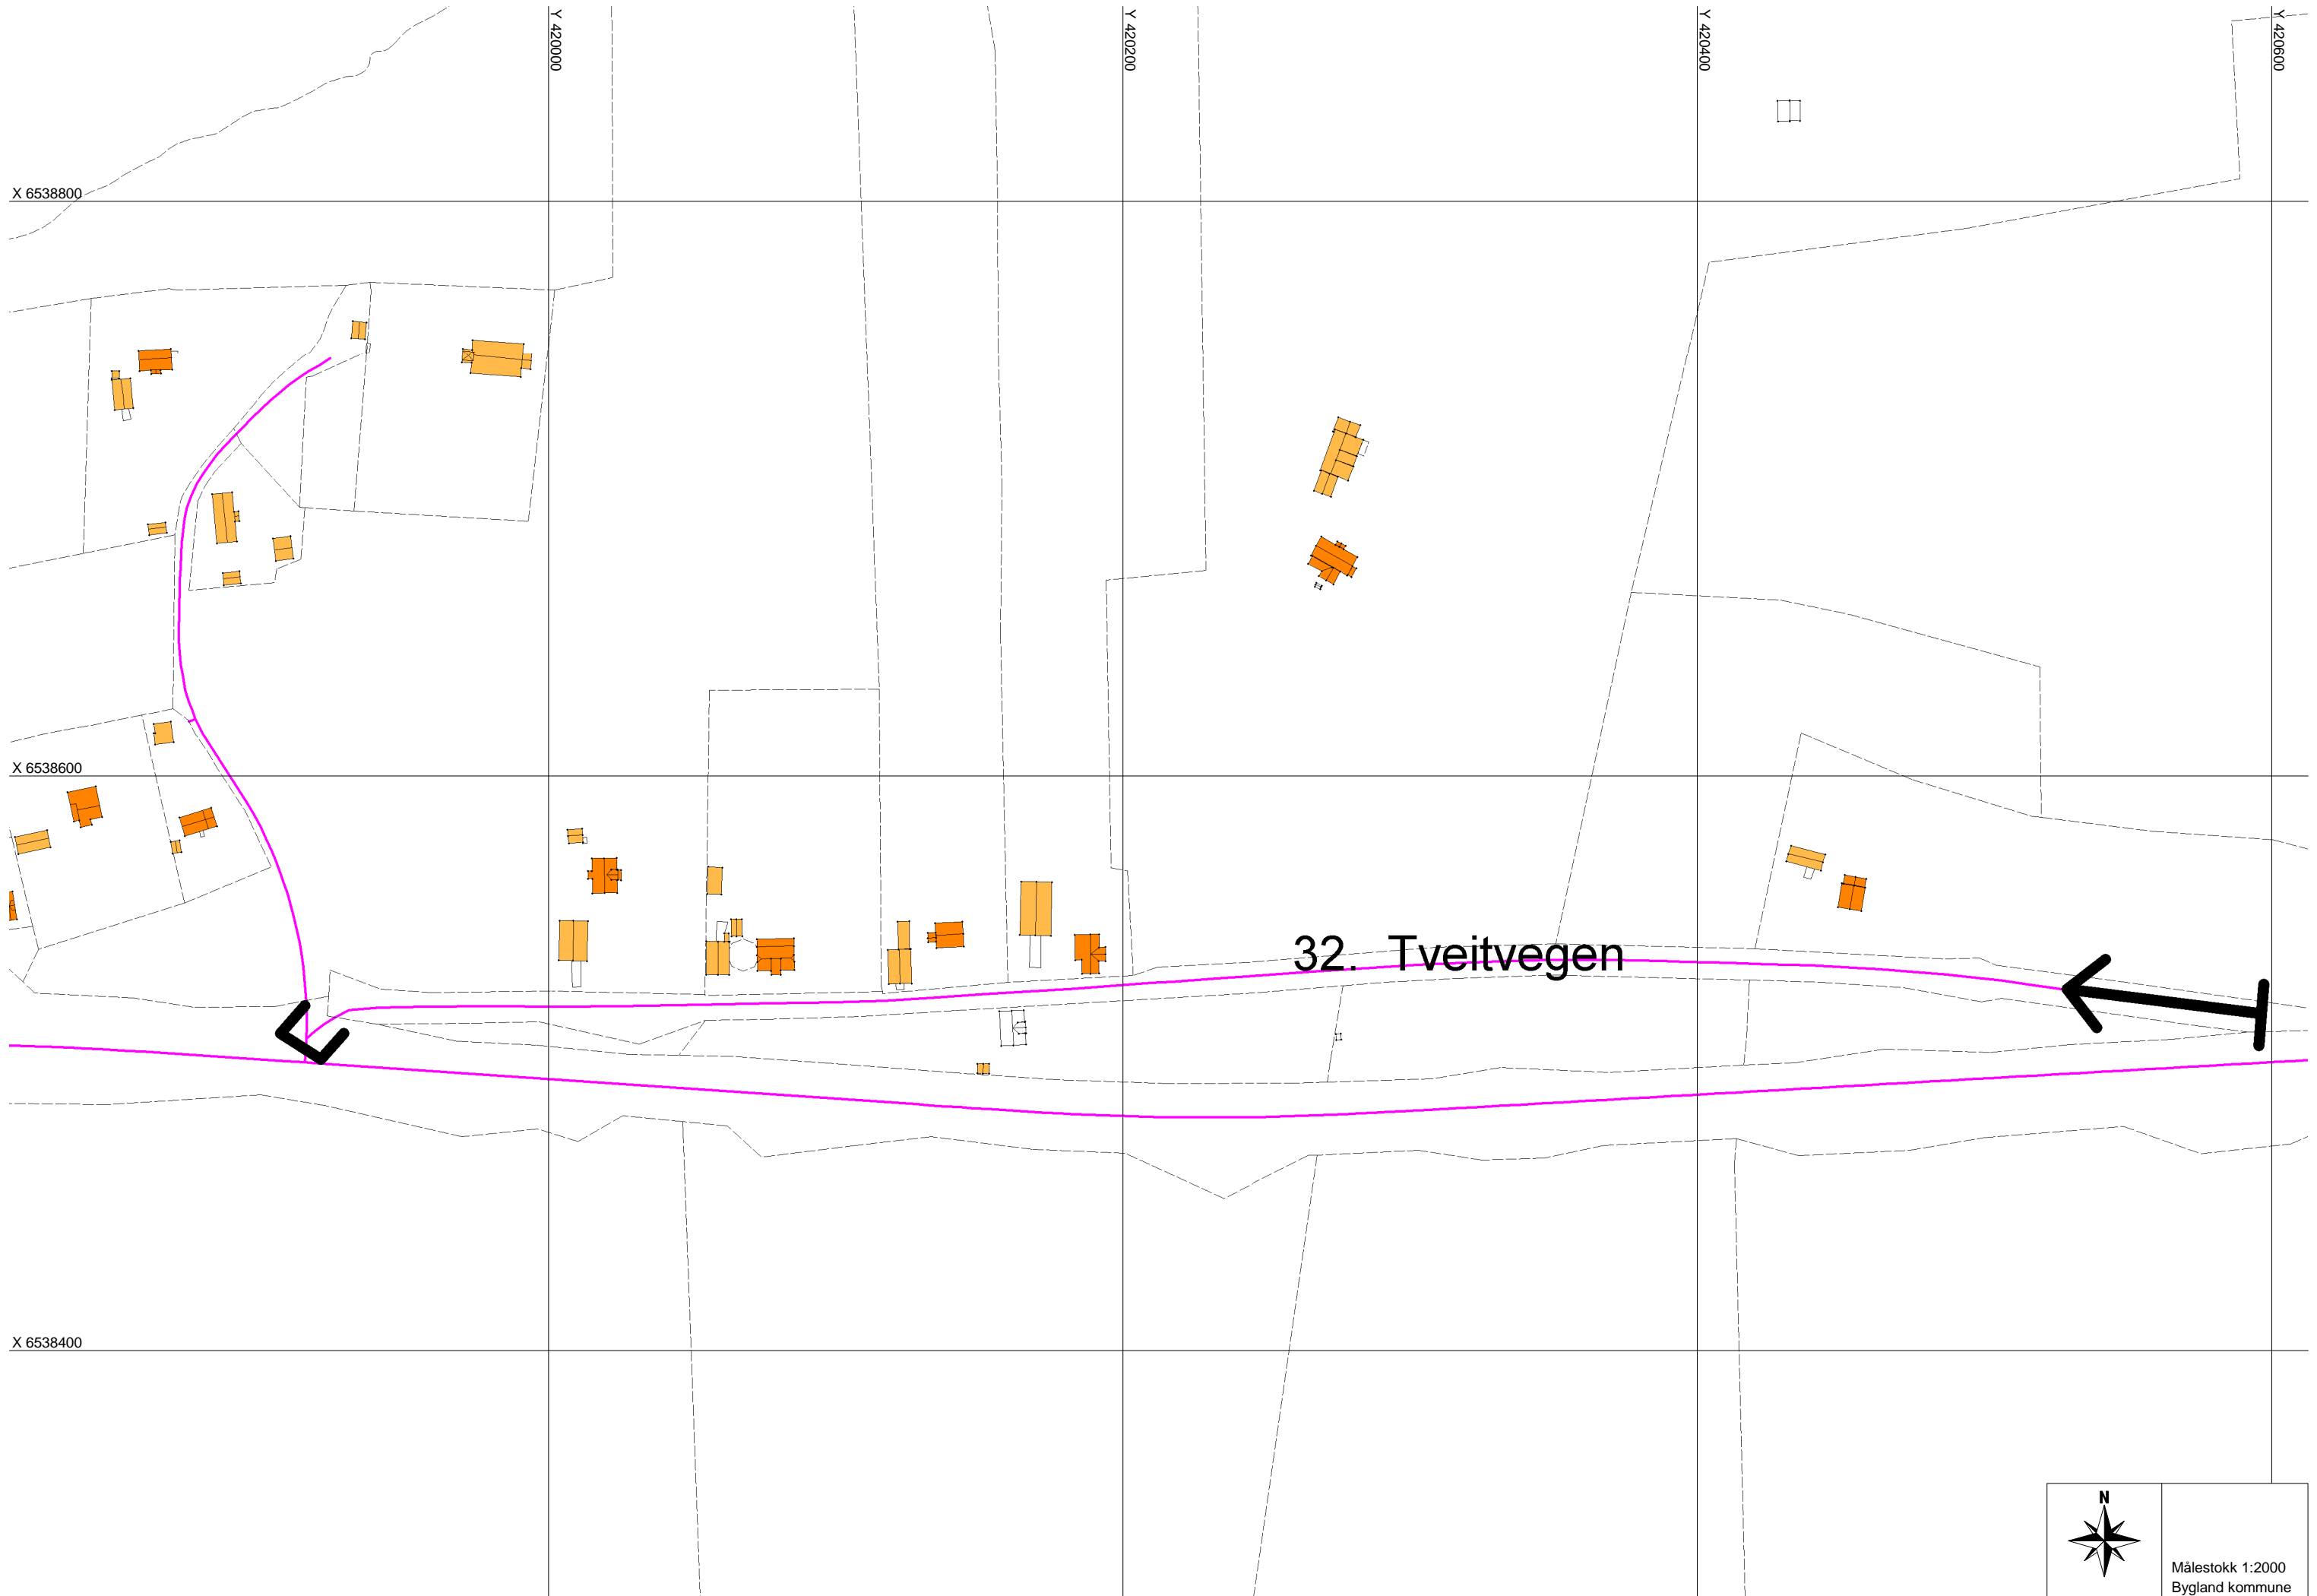 Y 420000
Y 420200
Y 420400
Y 420600
X 6538800
X 6538600
32. Tveitvegen
X 6538400
N
Målestokk 1:2000
Bygland kommune